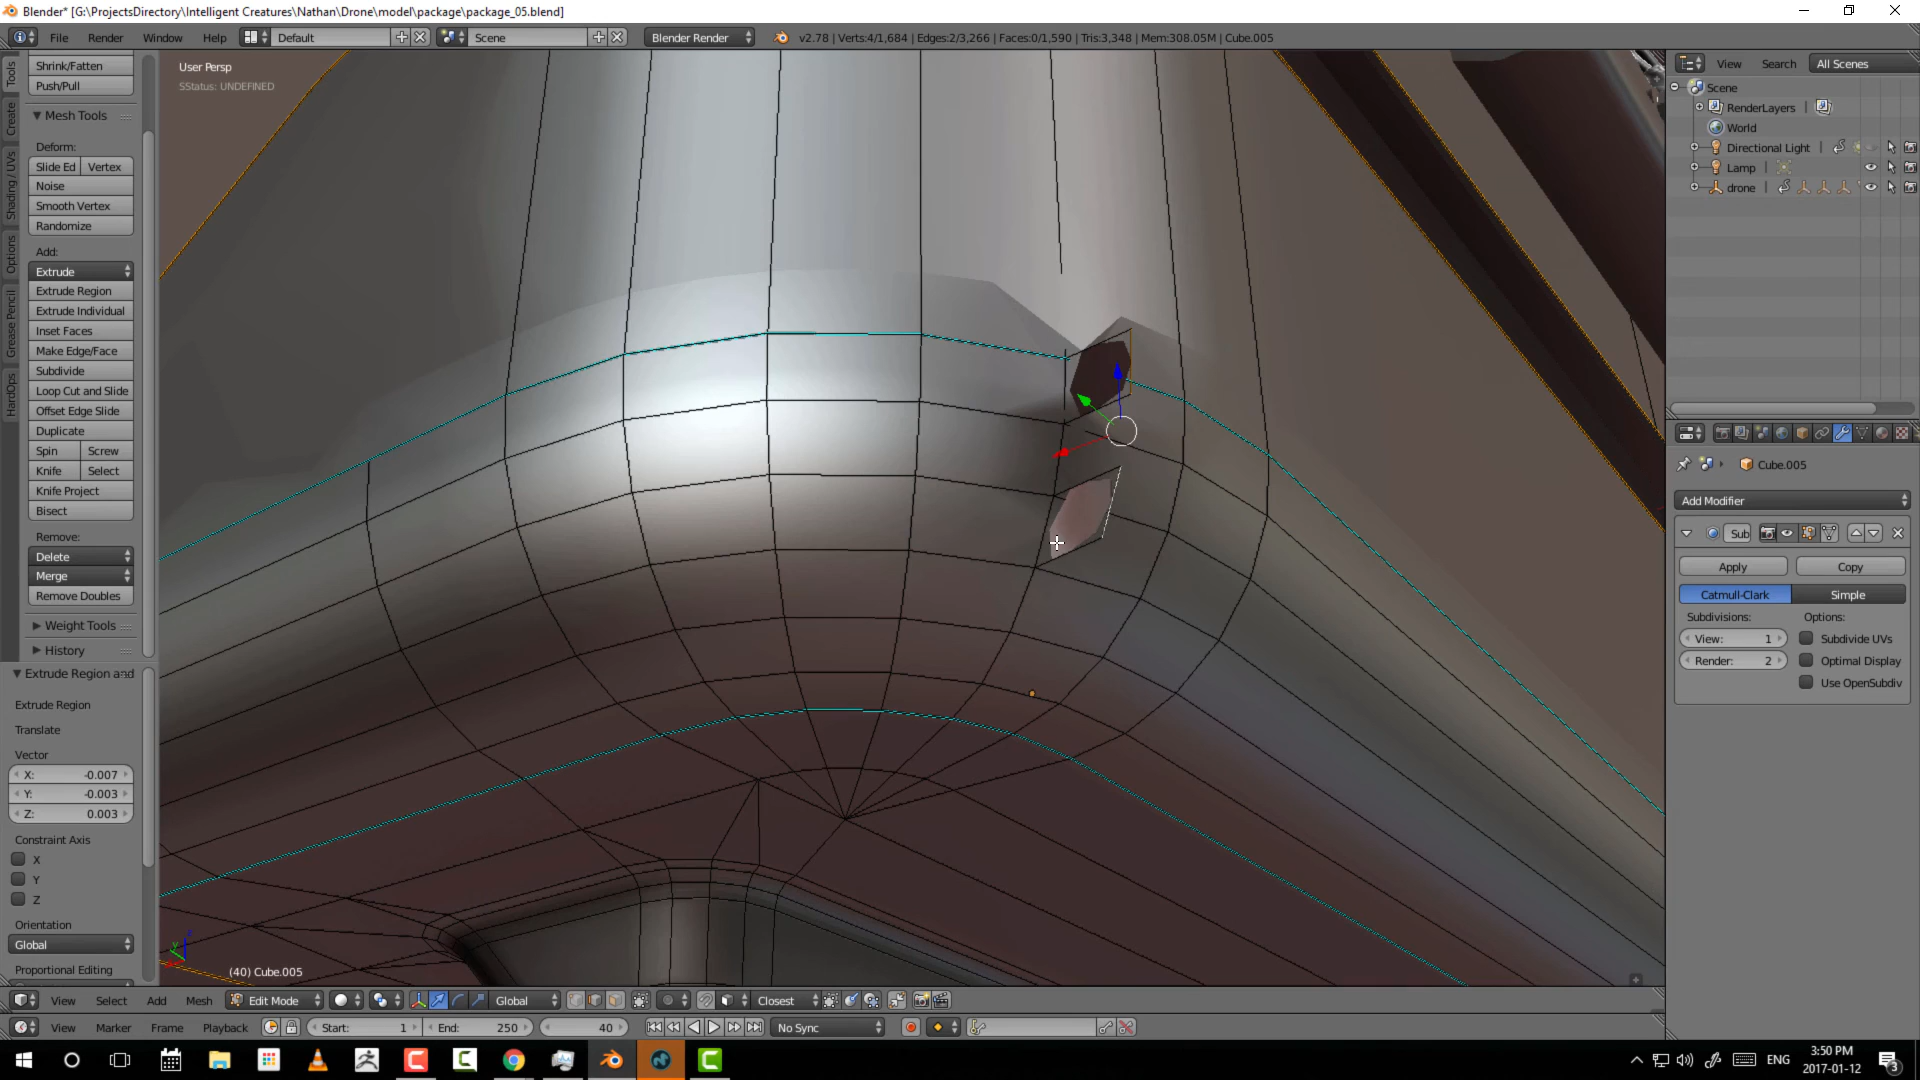 Blender* [G:\ProjectsDirectory\Intelligent Creatures\Nathan\Drone\model\package\package_05.blend]
File Render Window Help Default Scene Blender Render v2.78 | Verts:4/1,684 | Edges:2/3,266 | Faces:0/1,590 | Tris:3,348 | Mem:308.05M | Cube.005
Tools
Create
Shading / UVs
Options
Grease Pencil
HardOps
Shrink/Fatten
Push/Pull
Mesh Tools
Deform:
Slide Ed Vertex
Noise
Smooth Vertex
Randomize
Add:
Extrude
Extrude Region
Extrude Individual
Inset Faces
Make Edge/Face
Subdivide
Loop Cut and Slide
Offset Edge Slide
Duplicate
Spin Screw
Knife Select
Knife Project
Bisect
Remove:
Delete
Merge
Remove Doubles
Weight Tools
History
Extrude Region and
Extrude Region
Translate
Vector
X: -0.007
Y: -0.003
Z: 0.003
Constraint Axis
X
Y
Z
Orientation
Global
Proportional Editing
User Persp
SStatus: UNDEFINED
(40) Cube.005
View Search All Scenes
Scene
RenderLayers
World
Directional Light
Lamp
drone
Cube.005
Add Modifier
Sub
Apply Copy
Catmull-Clark Simple
Subdivisions: Options:
View: 1 Subdivide UVs
Render: 2 Optimal Display
Use OpenSubdiv
View Select Add Mesh Edit Mode Global Closest
View Marker Frame Playback Start: 1 End: 250 40 No Sync
ENG
3:50 PM
2017-01-12
3